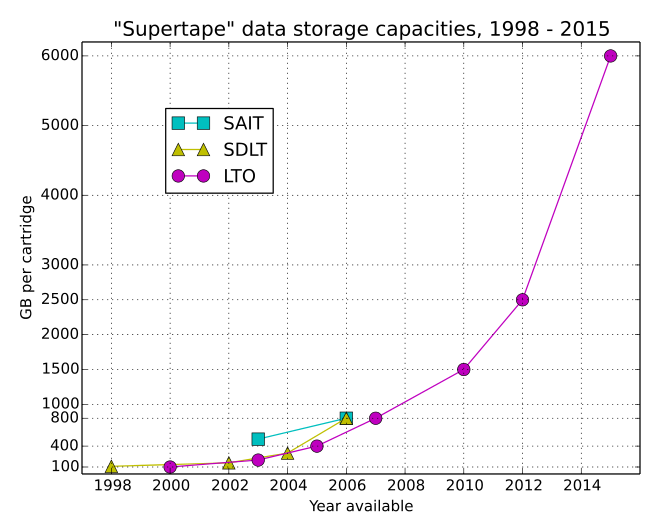 "Supertape" data storage capacities, 1998 - 2015
6000
5000
4000
3000
2500
2000
1500
1000
800
400
100
GB per cartridge
SAIT
SDLT
LTO
1998 2000 2002 2004 2006 2008 2010 2012 2014
Year available